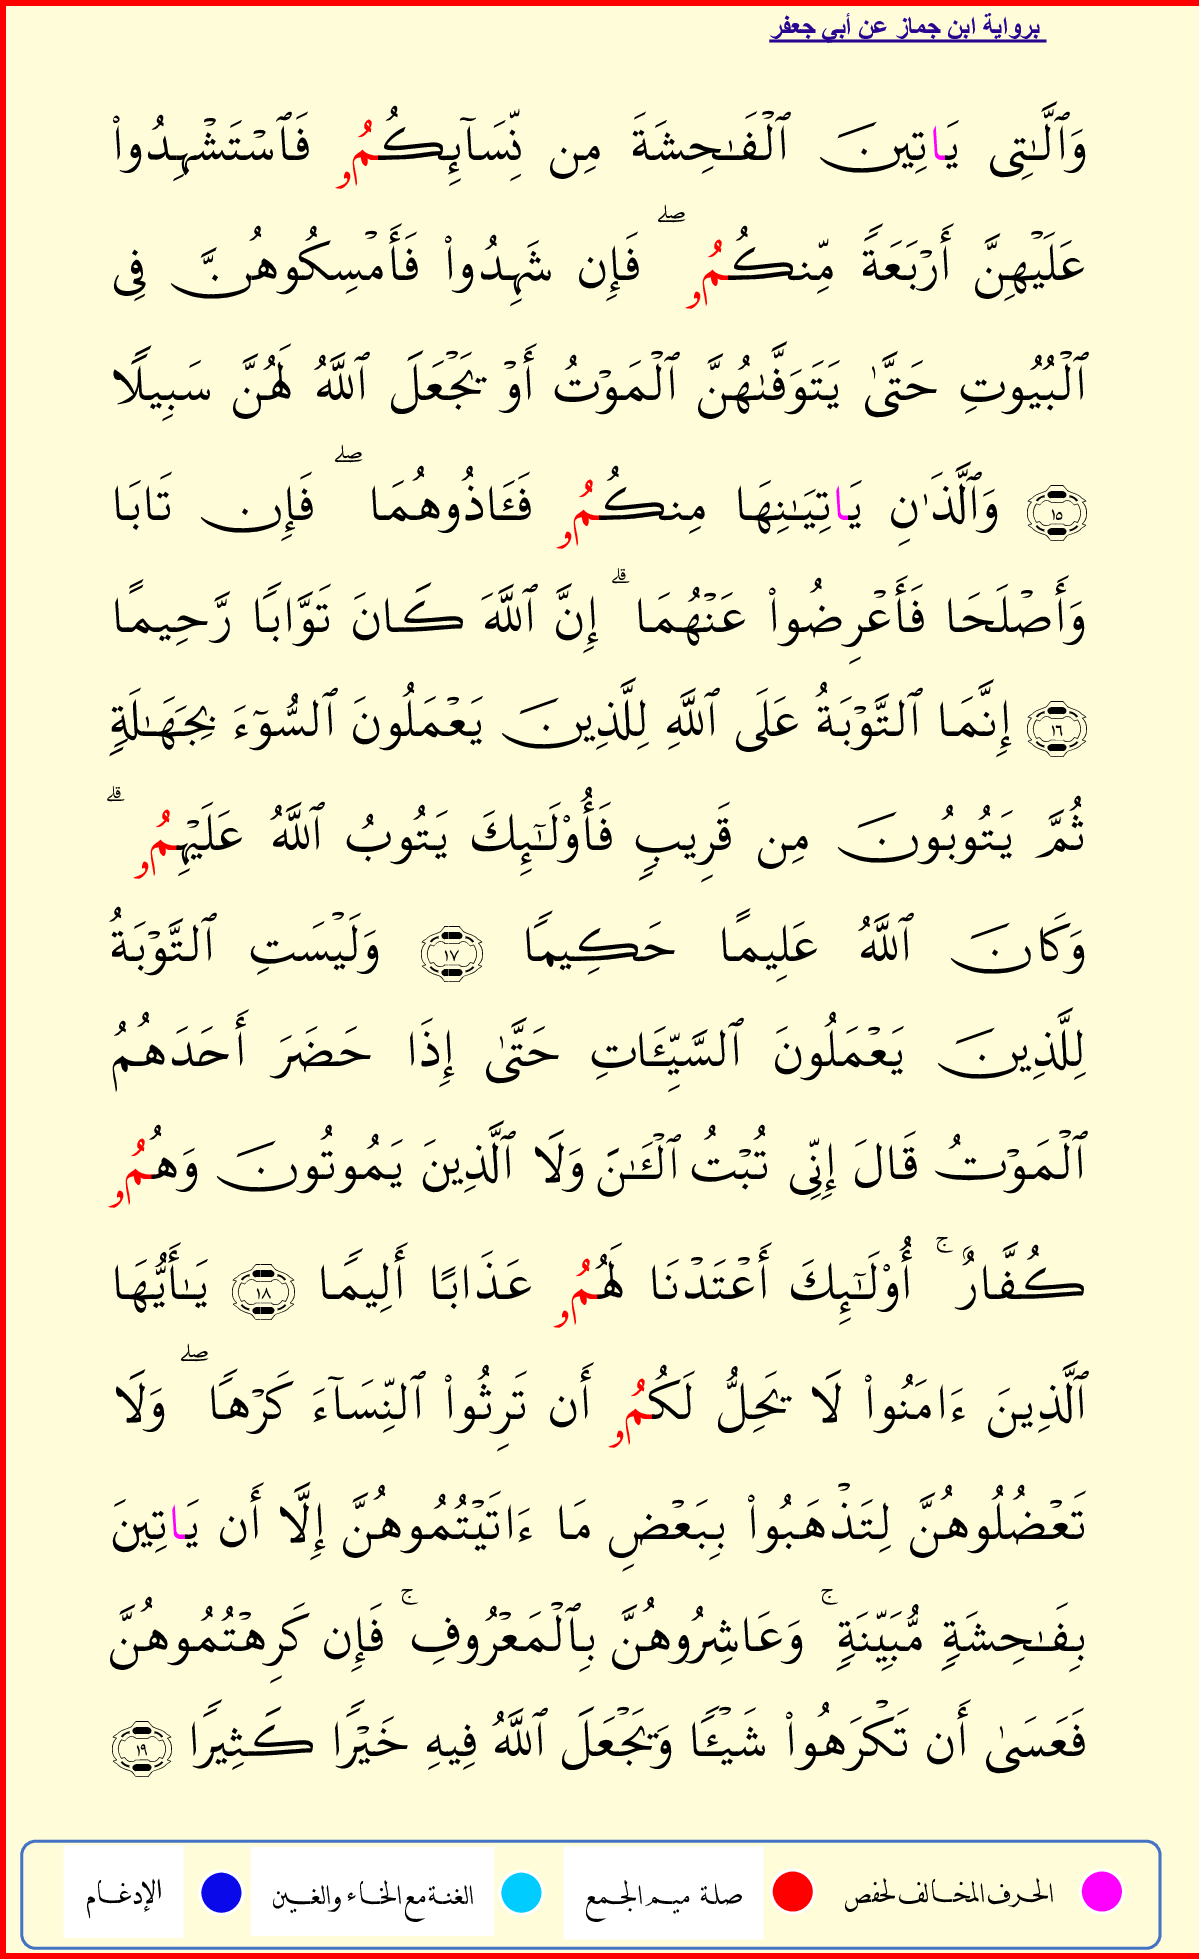 برواية ابن جماز عن أبي جعفر
وَٱلَّٰتِى يَاتِينَ ٱلۡفَٰحِشَةَ مِن نِّسَآئِكُمُۥ فَٱسۡتَشۡهِدُواْ
عَلَيۡهِنَّ أَرۡبَعَةً مِّنكُمُۥ ۖ فَإِن شَهِدُواْ فَأَمۡسِكُوهُنَّ فِى
ٱلۡبُيُوتِ حَتَّىٰ يَتَوَفَّىٰهُنَّ ٱلۡمَوۡتُ أَوۡ يَجۡعَلَ ٱللَّهُ لَهُنَّ سَبِيلًا
١٥ وَٱلَّذَٰنِ يَاتِيَٰنِهَا مِنكُمُۥ فَـَٔاذُوهُمَا ۖ فَإِن تَابَا
وَأَصۡلَحَا فَأَعۡرِضُواْ عَنۡهُمَا ۗ إِنَّ ٱللَّهَ كَانَ تَوَّابًا رَّحِيمًا
١٦ إِنَّمَا ٱلتَّوۡبَةُ عَلَى ٱللَّهِ لِلَّذِينَ يَعۡمَلُونَ ٱلسُّوٓءَ بِجَهَٰلَةٍ
ثُمَّ يَتُوبُونَ مِن قَرِيبٍ فَأُوْلَٰٓئِكَ يَتُوبُ ٱللَّهُ عَلَيۡهِمُۥ ۗ
وَكَانَ ٱللَّهُ عَلِيمًا حَكِيمًا ١٧ وَلَيۡسَتِ ٱلتَّوۡبَةُ
لِلَّذِينَ يَعۡمَلُونَ ٱلسَّيِّـَٔاتِ حَتَّىٰ إِذَا حَضَرَ أَحَدَهُمُ
ٱلۡمَوۡتُ قَالَ إِنِّى تُبۡتُ ٱلۡـَٰٔنَ وَلَا ٱلَّذِينَ يَمُوتُونَ وَهُمُۥ
كُفَّارٌ ۚ أُوْلَٰٓئِكَ أَعۡتَدۡنَا لَهُمُۥ عَذَابًا أَلِيمًا ١٨ يَٰٓأَيُّهَا
ٱلَّذِينَ ءَامَنُواْ لَا يَحِلُّ لَكُمُۥ أَن تَرِثُواْ ٱلنِّسَآءَ كَرۡهًا ۖ وَلَا
تَعۡضُلُوهُنَّ لِتَذۡهَبُواْ بِبَعۡضِ مَا ءَاتَيۡتُمُوهُنَّ إِلَّا أَن يَاتِينَ
بِفَٰحِشَةٍ مُّبَيِّنَةٍ ۚ وَعَاشِرُوهُنَّ بِٱلۡمَعۡرُوفِ ۚ فَإِن كَرِهۡتُمُوهُنَّ
فَعَسَىٰ أَن تَكۡرَهُواْ شَيۡـًٔا وَيَجۡعَلَ ٱللَّهُ فِيهِ خَيۡرًا كَثِيرًا ١٩
الحرف المخالف لحفص صلة ميم الجمع الغنة مع الخاء والغين الإدغام